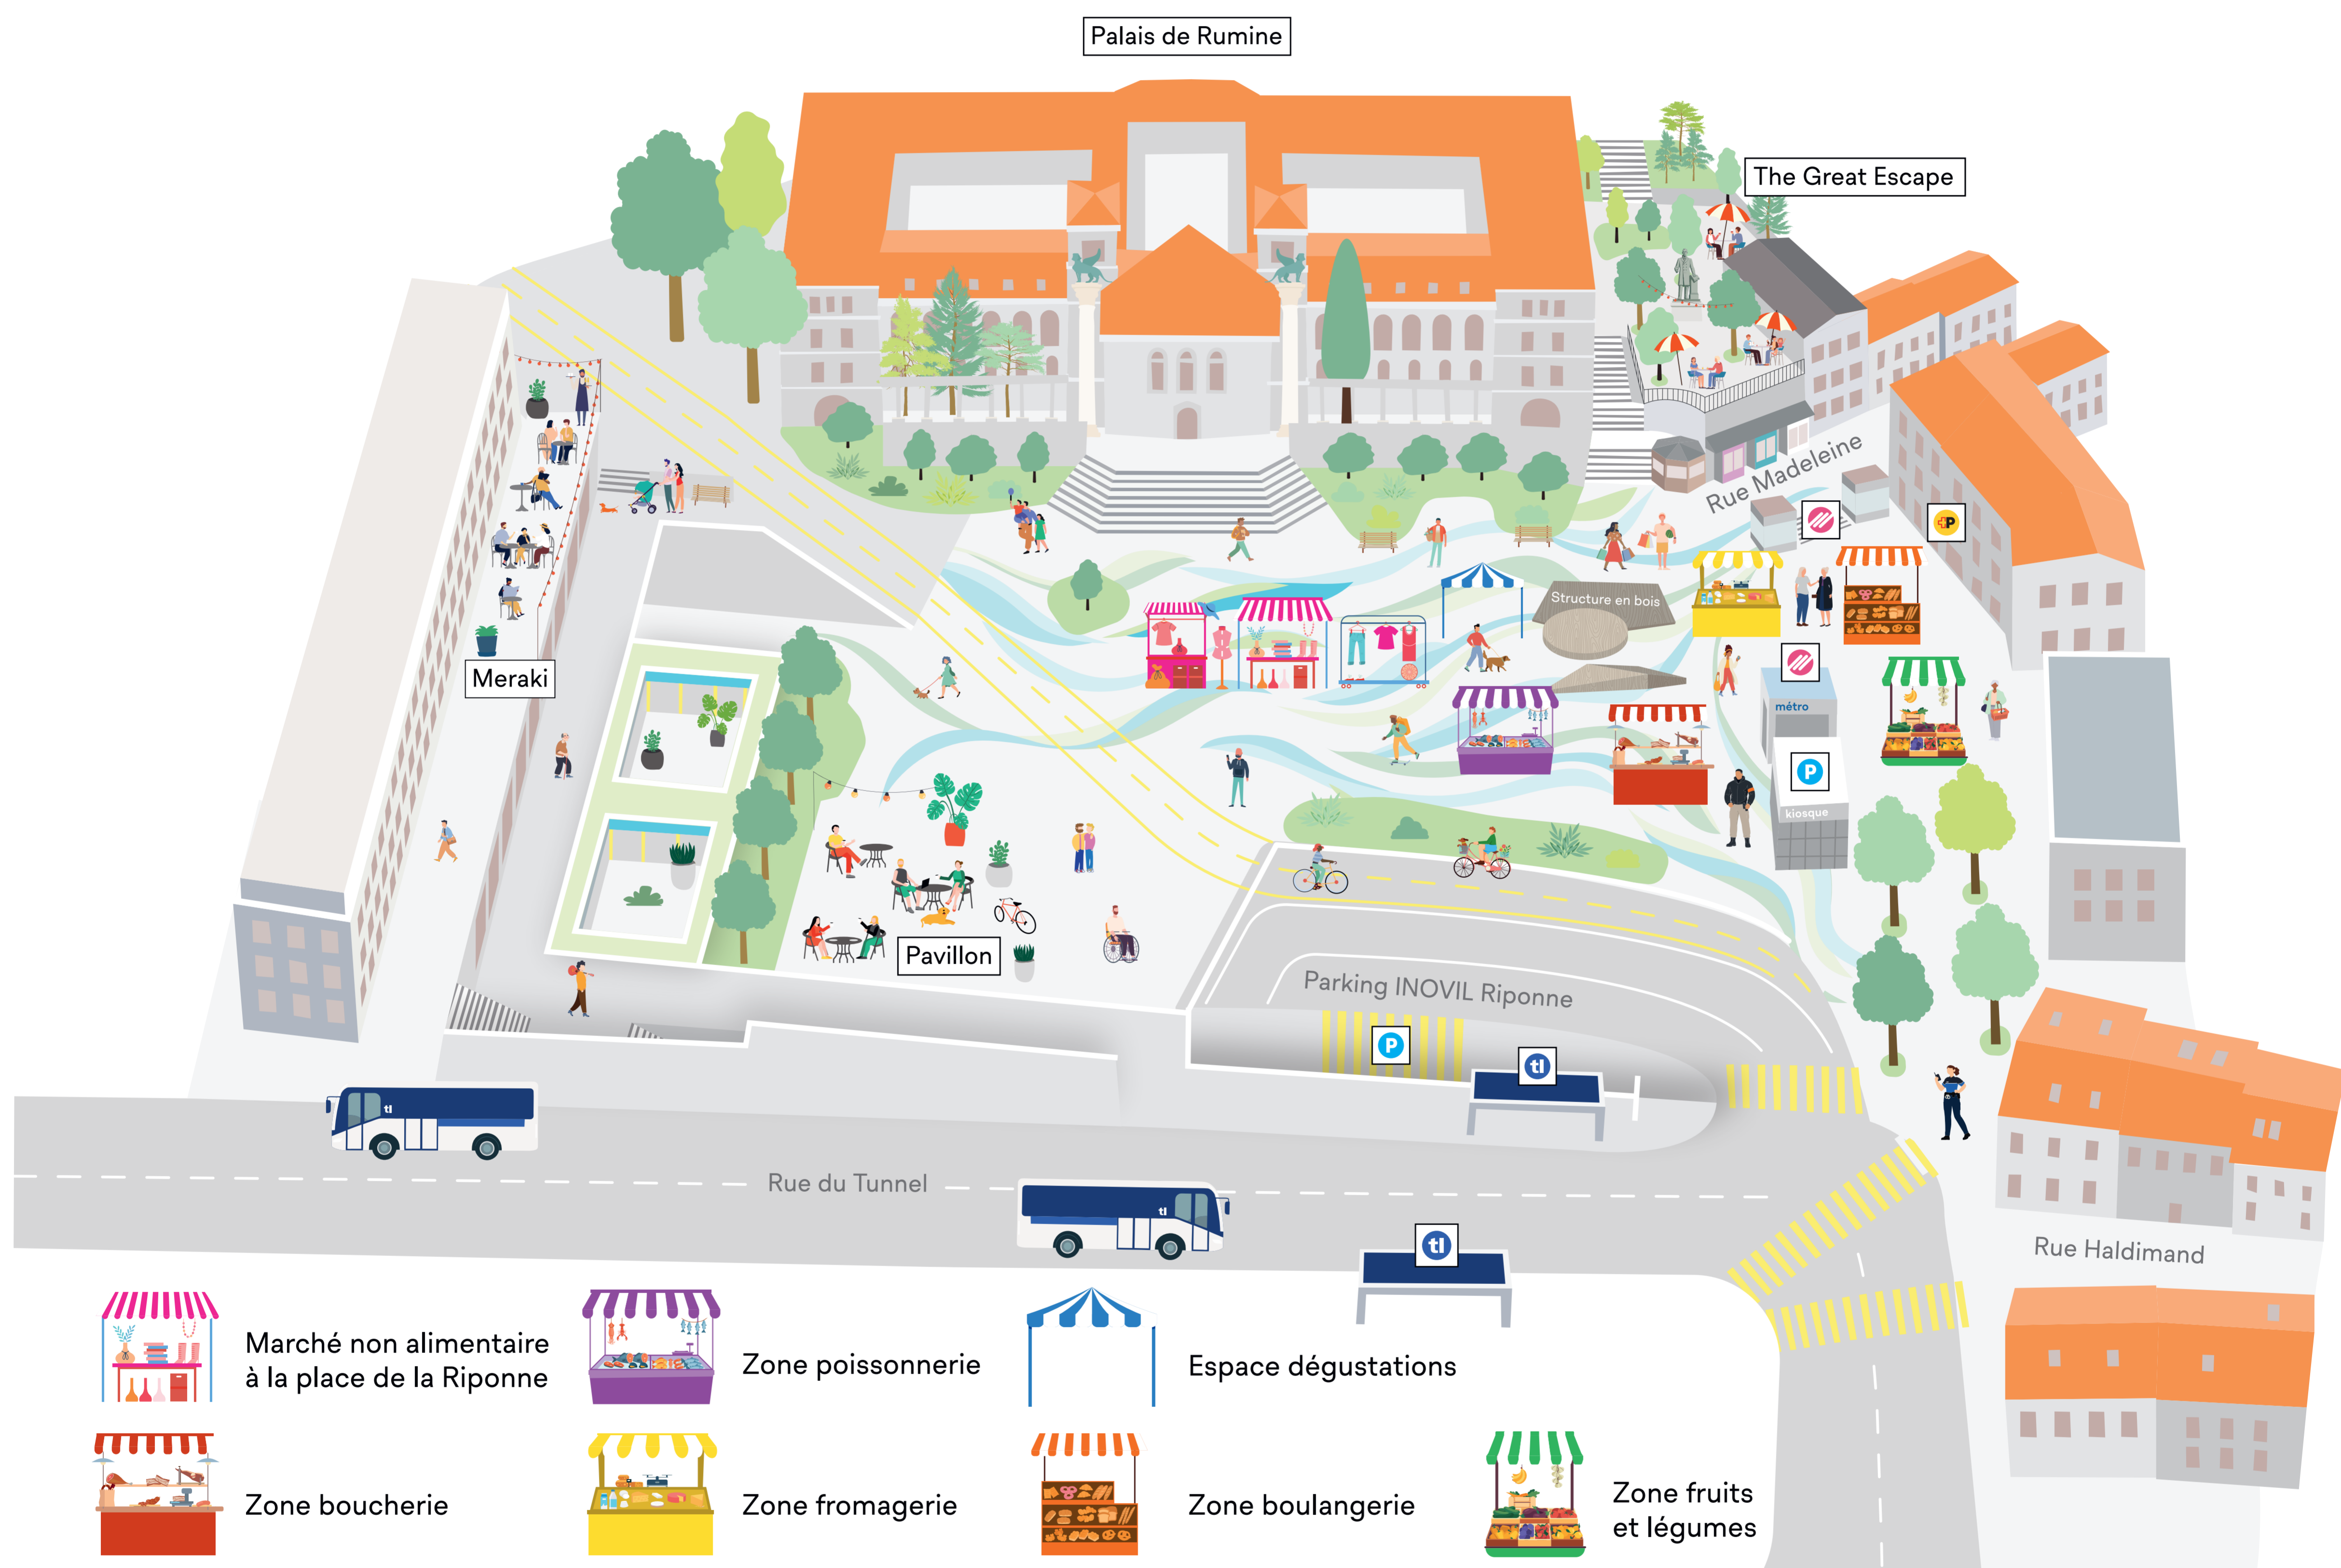 Palais de Rumine
The Great Escape
Rue Madeleine
P
Structure en bois
Meraki
métro
P
kiosque
Pavillon
Parking INOVIL Riponne
P
tl
tl
Rue du Tunnel
tl
tl
Rue Haldimand
Marché non alimentaire
à la place de la Riponne
Zone poissonnerie
Espace dégustations
Zone boucherie
Zone fromagerie
Zone boulangerie
Zone fruits
et légumes